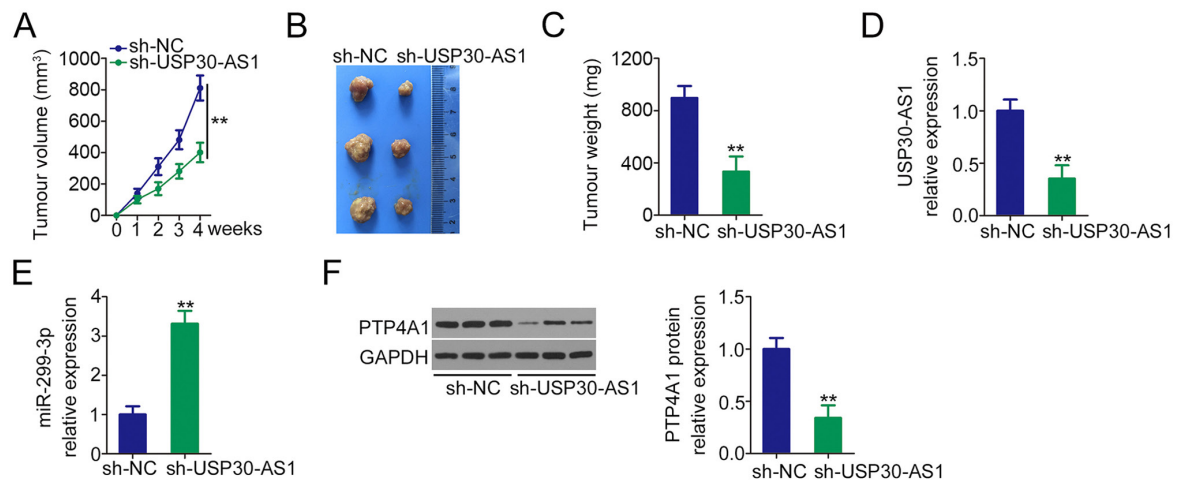 A
sh-NC
sh-USP30-AS1
Tumour volume (mm³)
1000
800
600
400
200
0
**
0 1 2 3 4 weeks
B
sh-NC sh-USP30-AS1
C
Tumour weight (mg)
1200
800
400
0
**
sh-NC sh-USP30-AS1
D
USP30-AS1
relative expression
1.5
1.0
0.5
0.0
**
sh-NC sh-USP30-AS1
E
miR-299-3p
relative expression
4
3
2
1
0
**
sh-NC sh-USP30-AS1
F
PTP4A1
GAPDH
sh-NC sh-USP30-AS1
PTP4A1 protein
relative expression
1.5
1.0
0.5
0.0
**
sh-NC sh-USP30-AS1